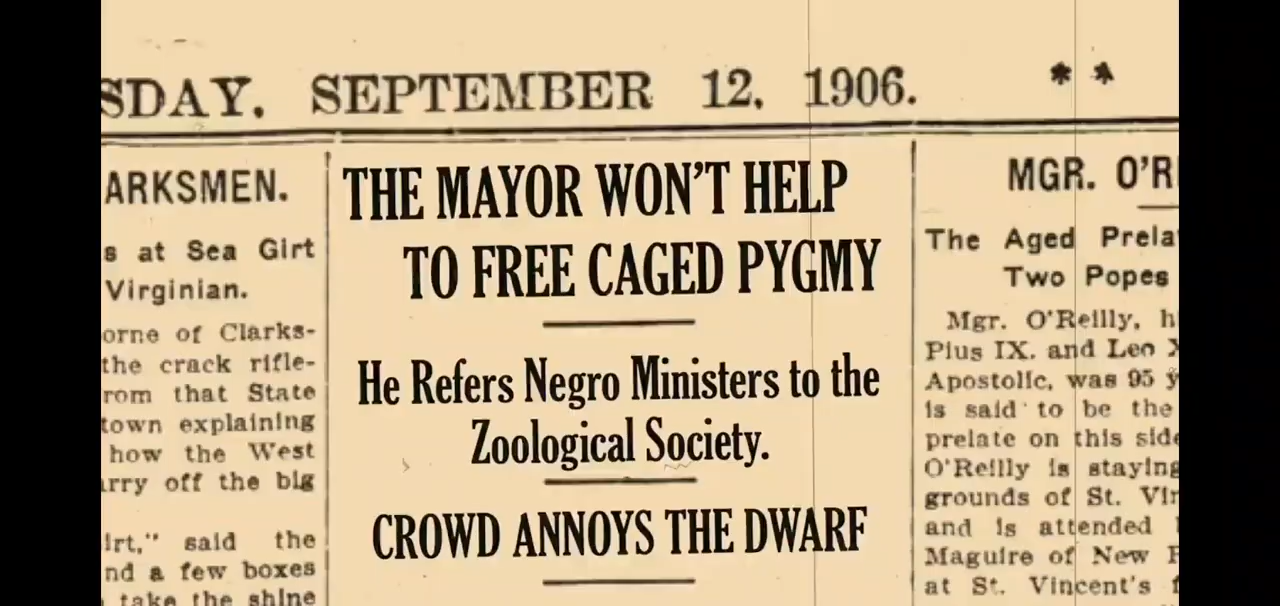 SDAY, SEPTEMBER 12, 1906. **
ARKSMEN.
s at Sea Girt
Virginian.
orne of Clarks-
the crack rifle-
rom that State
town explaining
how the West
arry off the big
irt," said the
nd a few boxes
take the shine
THE MAYOR WON'T HELP
TO FREE CAGED PYGMY
He Refers Negro Ministers to the
Zoological Society.
CROWD ANNOYS THE DWARF
MGR. O'R
The Aged Prela
Two Popes
Mgr. O'Reilly, h
Pius IX. and Leo X
Apostolic, was 95 y
is said to be the
prelate on this side
O'Reilly is staying
grounds of St. Vin
and is attended
Maguire of New
at St. Vincent's f